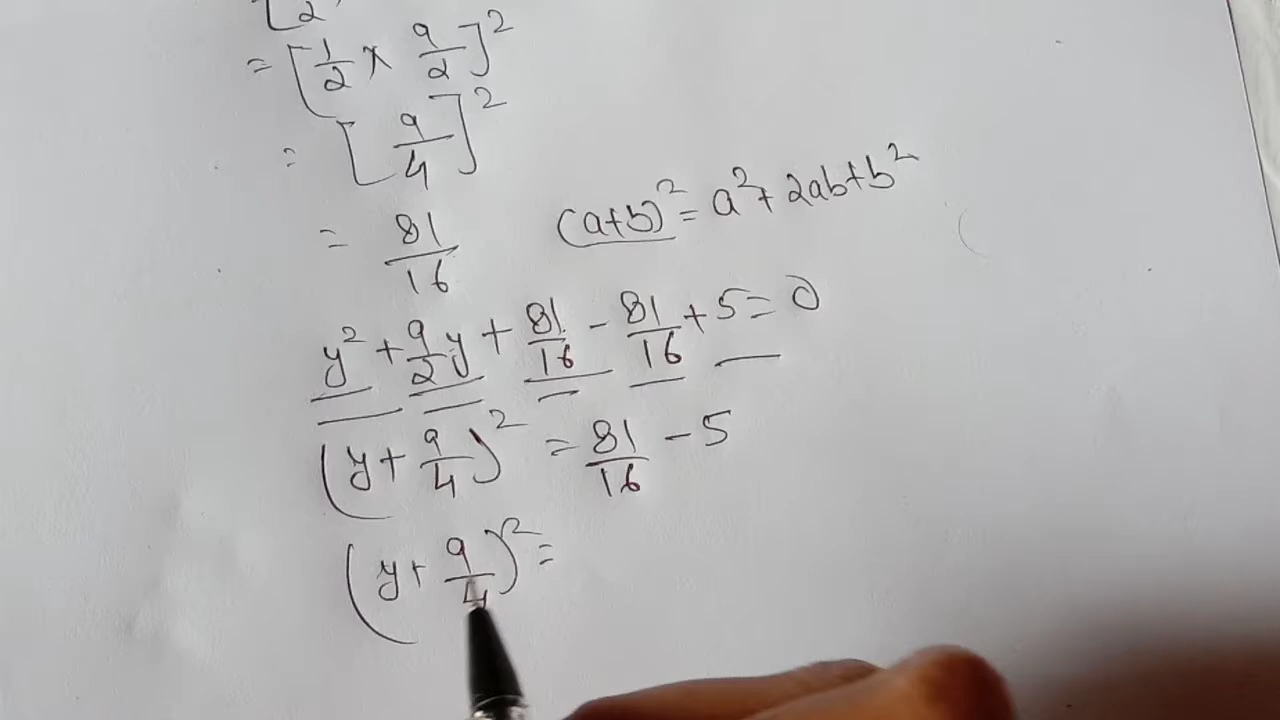 = [1/2 × 9/2]²
= [9/4]²
= 81/16
(a+b)² = a² + 2ab + b²
y² + 9/2 y + 81/16 - 81/16 + 5 = 0
(y + 9/4)² = 81/16 - 5
(y + 9/4)² =